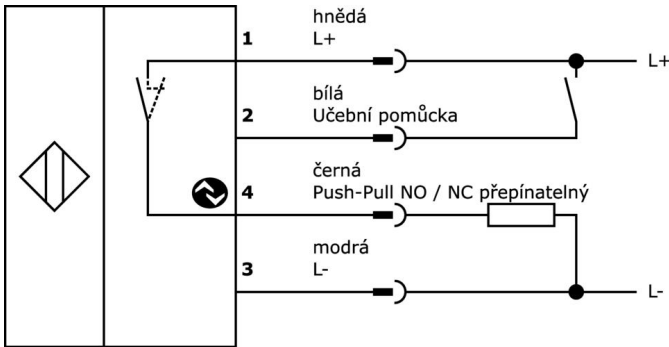 hnědá
1 L+
L+
bílá
2 Učební pomůcka
černá
4 Push-Pull NO / NC přepínatelný
modrá
3 L-
L-